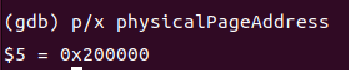 (gdb) p/x physicalPageAddress
$5 = 0x200000